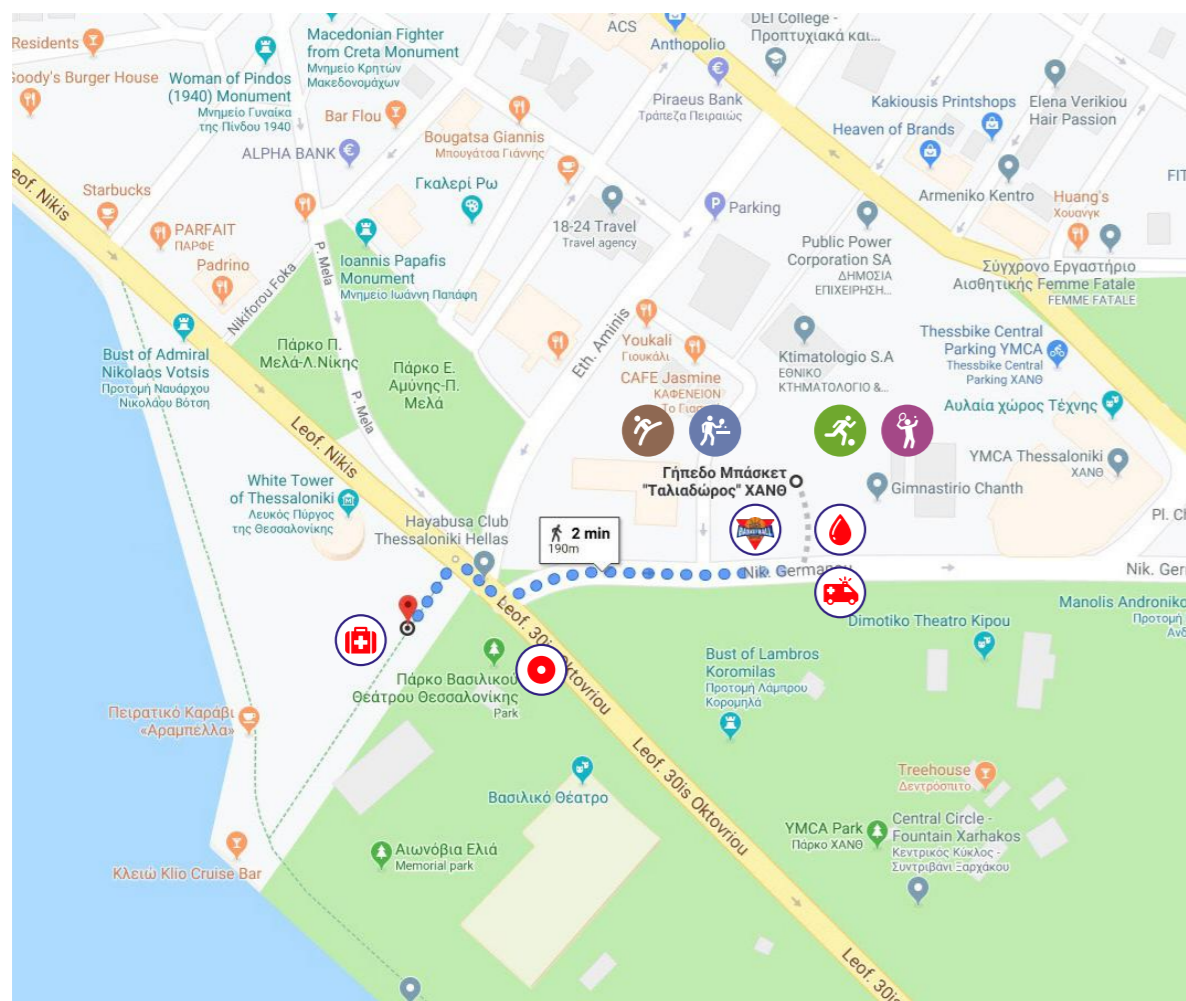 Residents
Goody's Burger House
Woman of Pindos
(1940) Monument
Μνημείο Γυναίκα
της Πίνδου 1940
Macedonian Fighter
from Creta Monument
Μνημείο Κρητών
Μακεδονομάχων
ACS
Anthopolio
DEI College -
Προπτυχιακά και...
Bar Flou
ALPHA BANK
Bougatsa Giannis
Μπουγάτσα Γιάννης
Piraeus Bank
Τράπεζα Πειραιώς
Kakiousis Printshops
Heaven of Brands
Elena Verikiou
Hair Passion
Leof. Nikis
Starbucks
PARFAIT
ΠΑΡΦΕ
Padrino
Γκαλερί Ρω
18-24 Travel
Travel agency
Parking
Armeniko Kentro
FIT
Huang's
Χουανγκ
P. Mela
Nikiforou Foka
Ioannis Papafis
Monument
Μνημείο Ιωάννη Παπάφη
Public Power
Corporation SA
ΔΗΜΟΣΙΑ
ΕΠΙΧΕΙΡΗΣΗ...
Σύγχρονο Εργαστήριο
Αισθητικής Femme Fatale
FEMME FATALE
Bust of Admiral
Nikolaos Votsis
Προτομή Ναυάρχου
Νικολάου Βότση
Πάρκο Π.
Μελά-Λ.Νίκης
Πάρκο Ε.
Αμύνης-Π.
Μελά
P. Mela
Eth. Aminis
Youkali
Γιουκάλι
CAFE Jasmine
ΚΑΦΕΝΕΙΟΝ
Ktimatologio S.A
ΕΘΝΙΚΟ
ΚΤΗΜΑΤΟΛΟΓΙΟ &...
Thessbike Central
Parking YMCA
Thessbike Central
Parking ΧΑΝΘ
Αυλαία χώρος Τέχνης
Leof. Nikis
White Tower
of Thessaloniki
Λευκός Πύργος
της Θεσσαλονίκης
Γήπεδο Μπάσκετ
"Ταλιαδώρος" ΧΑΝΘ
Gimnastirio Chanth
YMCA Thessaloniki
ΧΑΝΘ
Hayabusa Club
Thessaloniki Hellas
2 min
190m
BASKETBALL
Pl. Ch
Nik. Germanou
Nik. Ger
Leof. 30is Oktovriou
Πάρκο Βασιλικού
Θεάτρου Θεσσαλονίκης
Park
Dimotiko Theatro Kipou
Manolis Androniko
Προτομή
Ανδ
Bust of Lambros
Koromilas
Προτομή Λάμπρου
Κορομηλά
Πειρατικό Καράβι
«Αραμπέλλα»
Βασιλικό Θέατρο
Leof. 30is Oktovriou
Treehouse
Δεντρόσπιτο
YMCA Park
Πάρκο ΧΑΝΘ
Central Circle -
Fountain Xarhakos
Κεντρικός Κύκλος -
Συντριβάνι Ξαρχάκου
Αιωνόβια Ελιά
Memorial park
Κλειώ Klio Cruise Bar
Leof. 30is